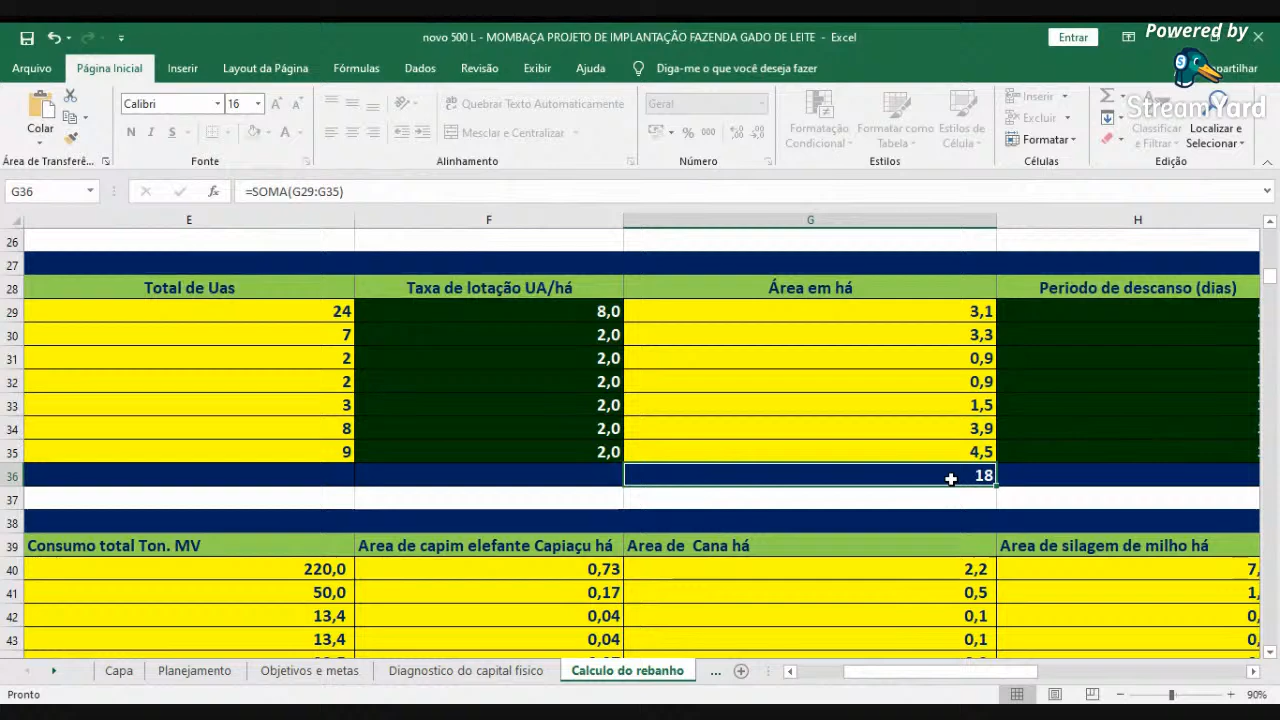 Powered by
StreamYard
novo 500 L - MOMBAÇA PROJETO DE IMPLANTAÇÃO FAZENDA GADO DE LEITE - Excel
Entrar
Arquivo Página Inicial Inserir Layout da Página Fórmulas Dados Revisão Exibir Ajuda Diga-me o que você deseja fazer
Colar
Calibri 16
N I S
Quebrar Texto Automaticamente
Mesclar e Centralizar
Geral
Formatação Condicional
Formatar como Tabela
Estilos de Célula
Inserir
Excluir
Formatar
Classificar e Filtrar
Localizar e Selecionar
Área de Transferê... Fonte Alinhamento Número Estilos Células Edição
G36 fx =SOMA(G29:G35)
E F G H
26
27
28 Total de Uas Taxa de lotação UA/há Área em há Periodo de descanso (dias)
29 24 8,0 3,1
30 7 2,0 3,3
31 2 2,0 0,9
32 2 2,0 0,9
33 3 2,0 1,5
34 8 2,0 3,9
35 9 2,0 4,5
36 18
37
38
39 Consumo total Ton. MV Area de capim elefante Capiaçu há Area de Cana há Area de silagem de milho há
40 220,0 0,73 2,2 7,
41 50,0 0,17 0,5 1,
42 13,4 0,04 0,1 0,
43 13,4 0,04 0,1 0,
Capa Planejamento Objetivos e metas Diagnostico do capital fisico Calculo do rebanho ...
Pronto 90%